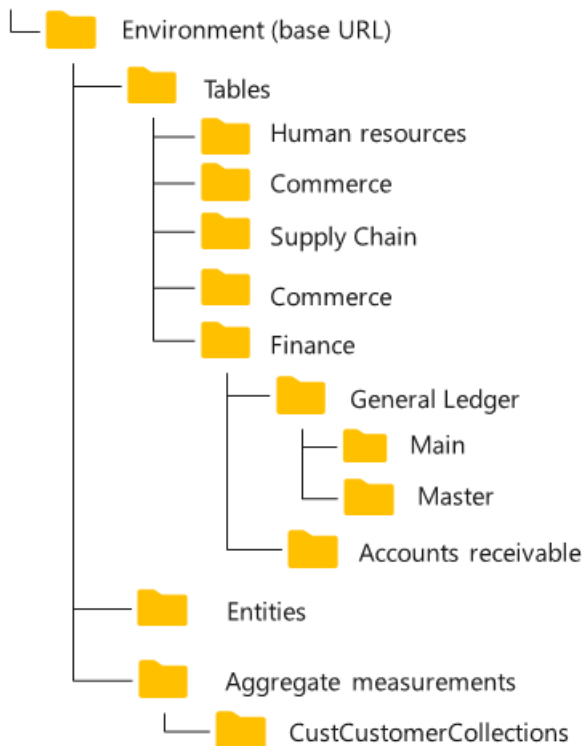 Environment (base URL)
Tables
Human resources
Commerce
Supply Chain
Commerce
Finance
General Ledger
Main
Master
Accounts receivable
Entities
Aggregate measurements
CustCustomerCollections